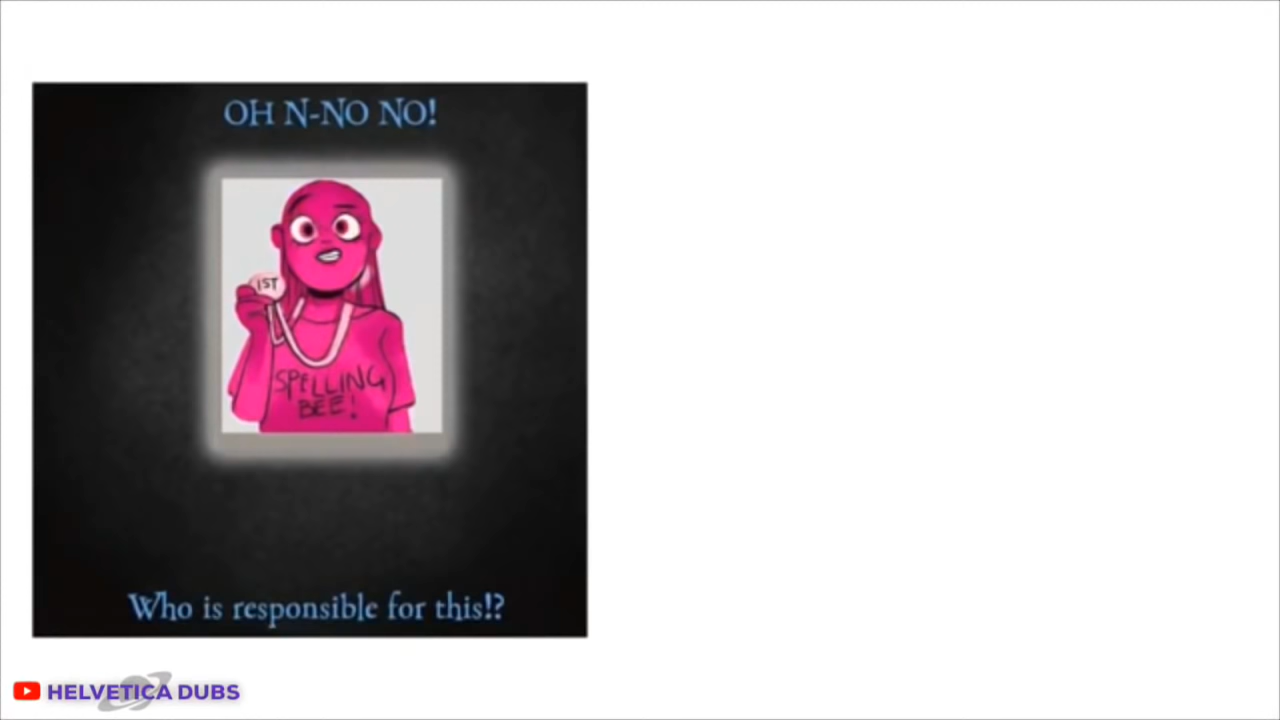 OH N-NO NO!
1ST
SPELLING
BEE!
Who is responsible for this!?
HELVETICA DUBS